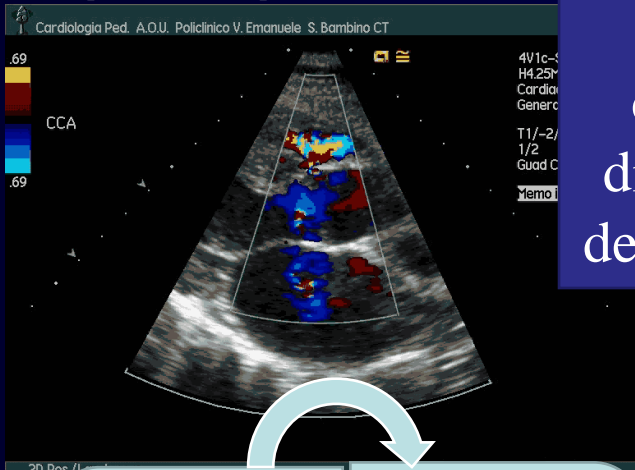 Cardiologia Ped. A.O.U. Policlinico V. Emanuele S. Bambino CT
.69
CCA
.69
4V1c-S
H4.25M
Cardia
Genera
T1/-2/
1/2
Guad C
Memo i
di
de